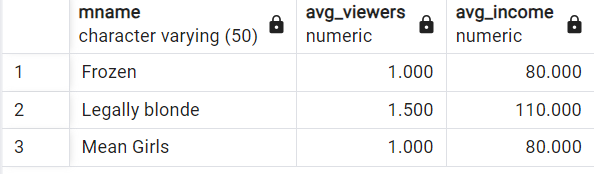 mname avg_viewers avg_income
character varying (50) numeric numeric
1 Frozen 1.000 80.000
2 Legally blonde 1.500 110.000
3 Mean Girls 1.000 80.000